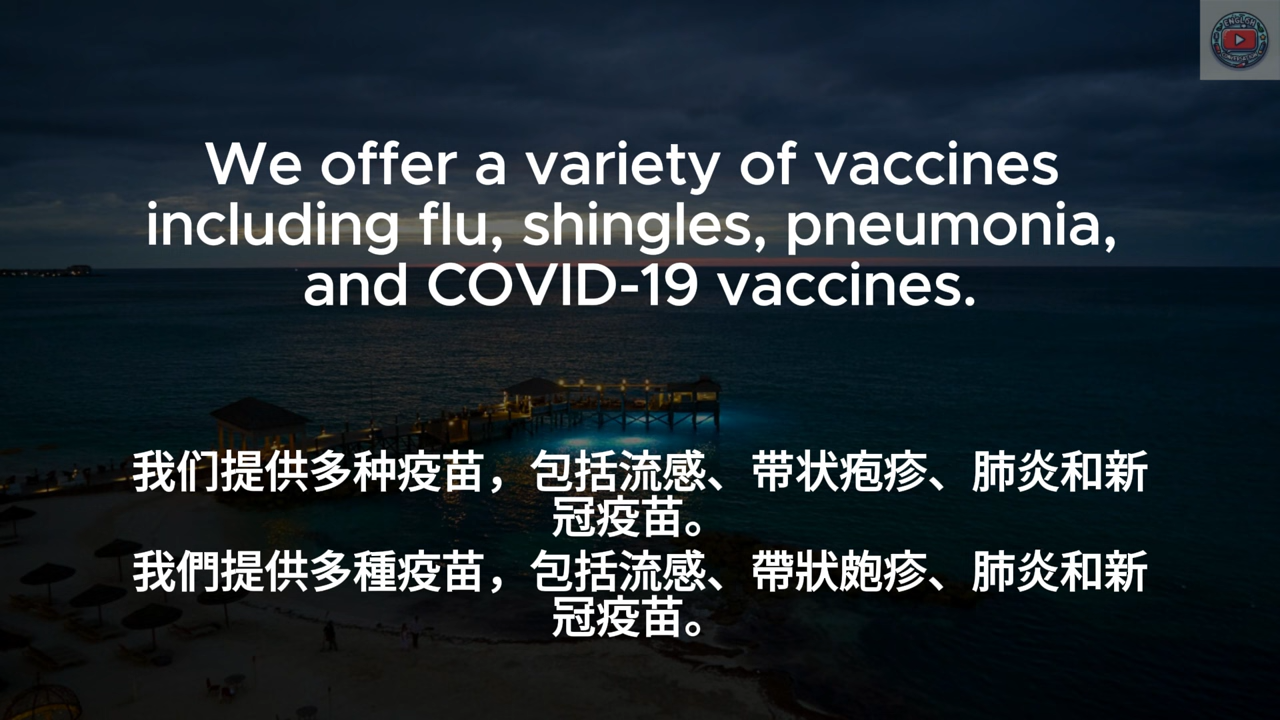 We offer a variety of vaccines
including flu, shingles, pneumonia,
and COVID-19 vaccines.
我们提供多种疫苗，包括流感、带状疱疹、肺炎和新
冠疫苗。
我們提供多種疫苗，包括流感、帶狀皰疹、肺炎和新
冠疫苗。